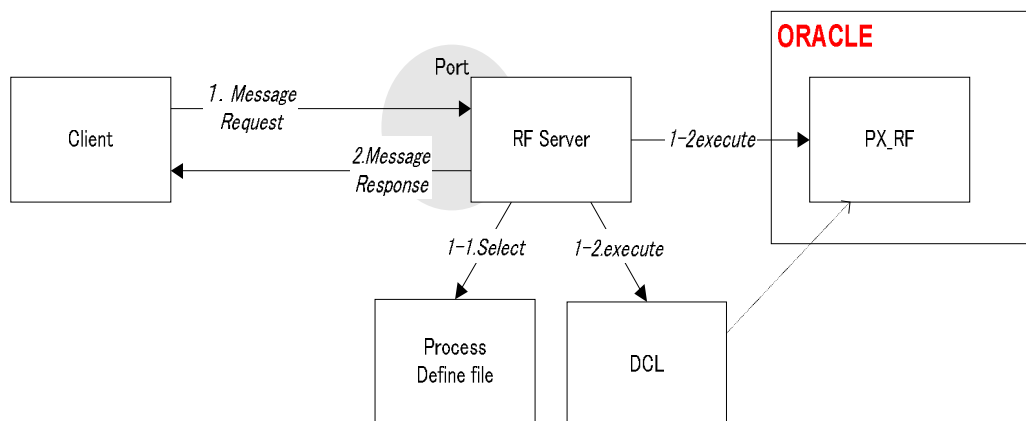 ORACLE
Port
1. Message
Request
Client
RF Server
1-2execute
PX_RF
2.Message
Response
1-1.Select
1-2.execute
Process
Define file
DCL